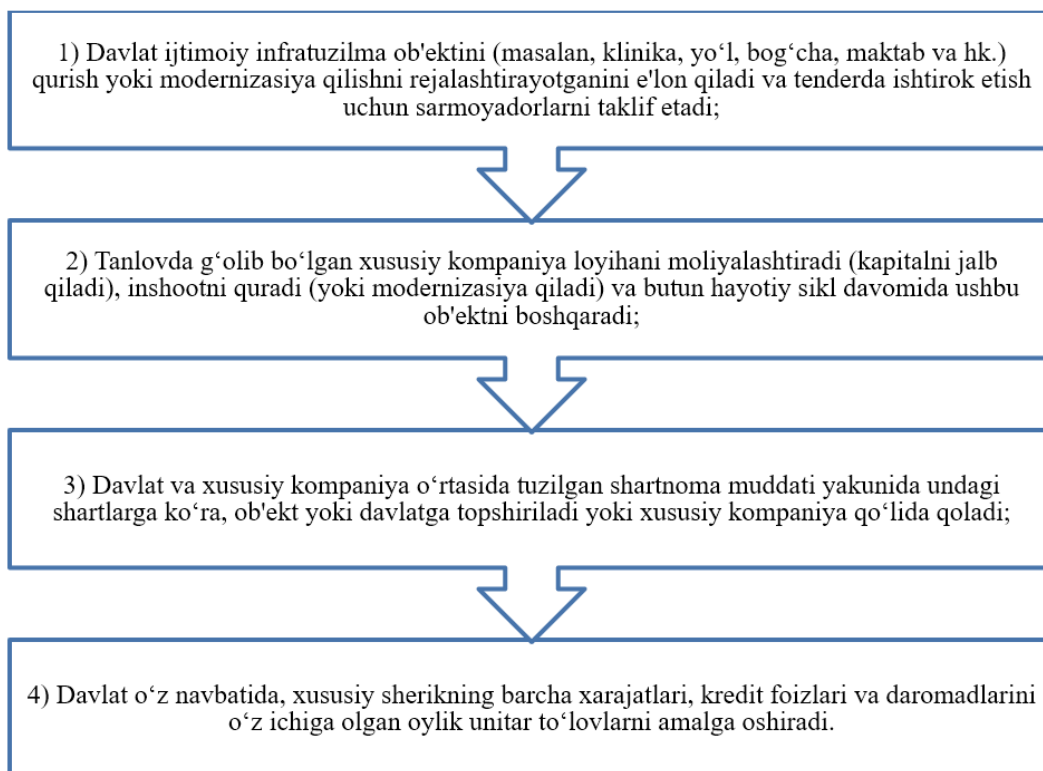 1) Davlat ijtimoiy infratuzilma ob'ektini (masalan, klinika, yo‘l, bog‘cha, maktab va hk.)
qurish yoki modernizasiya qilishni rejalashtirayotganini e'lon qiladi va tenderda ishtirok etish
uchun sarmoyadorlarni taklif etadi;
2) Tanlovda g‘olib bo‘lgan xususiy kompaniya loyihani moliyalashtiradi (kapitalni jalb
qiladi), inshootni quradi (yoki modernizasiya qiladi) va butun hayotiy sikl davomida ushbu
ob'ektni boshqaradi;
3) Davlat va xususiy kompaniya o‘rtasida tuzilgan shartnoma muddati yakunida undagi
shartlarga ko‘ra, ob'ekt yoki davlatga topshiriladi yoki xususiy kompaniya qo‘lida qoladi;
4) Davlat o‘z navbatida, xususiy sherikning barcha xarajatlari, kredit foizlari va daromadlarini
o‘z ichiga olgan oylik unitar to‘lovlarni amalga oshiradi.